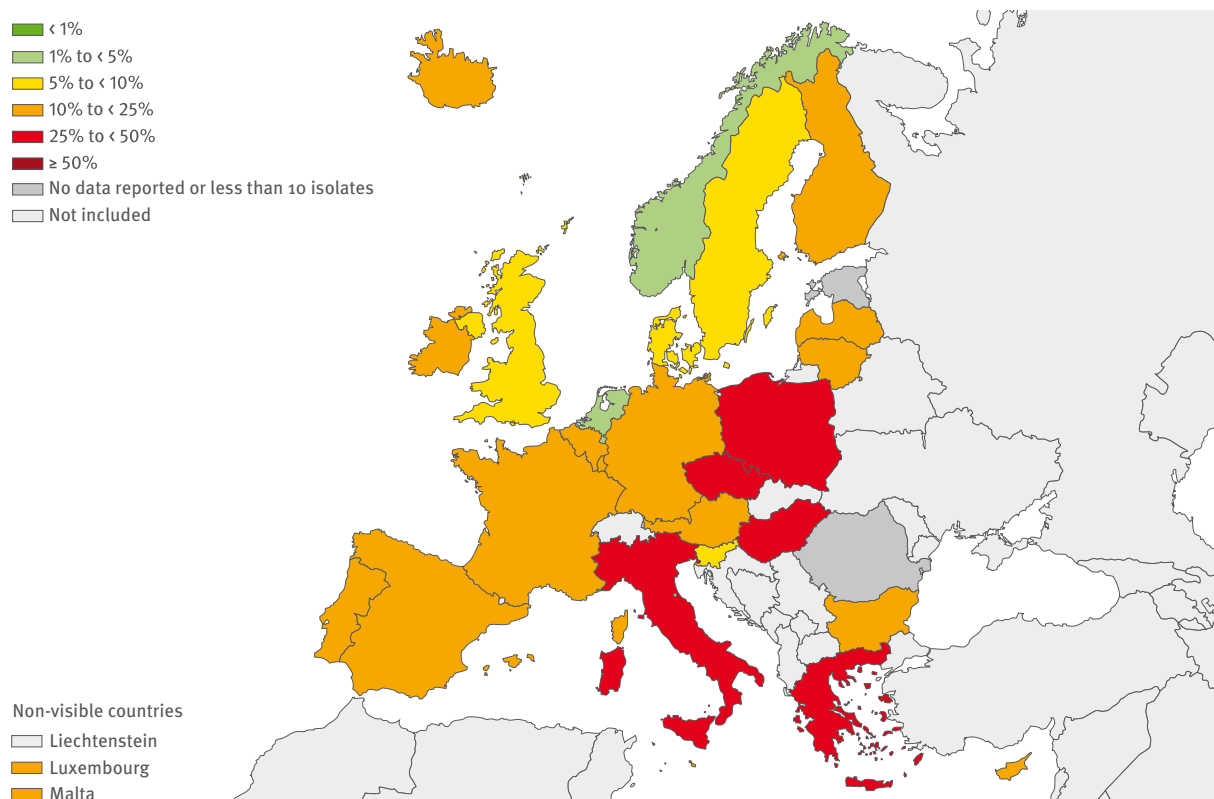 < 1%
1% to < 5%
5% to < 10%
10% to < 25%
25% to < 50%
≥ 50%
No data reported or less than 10 isolates
Not included
Non-visible countries
Liechtenstein
Luxembourg
Malta